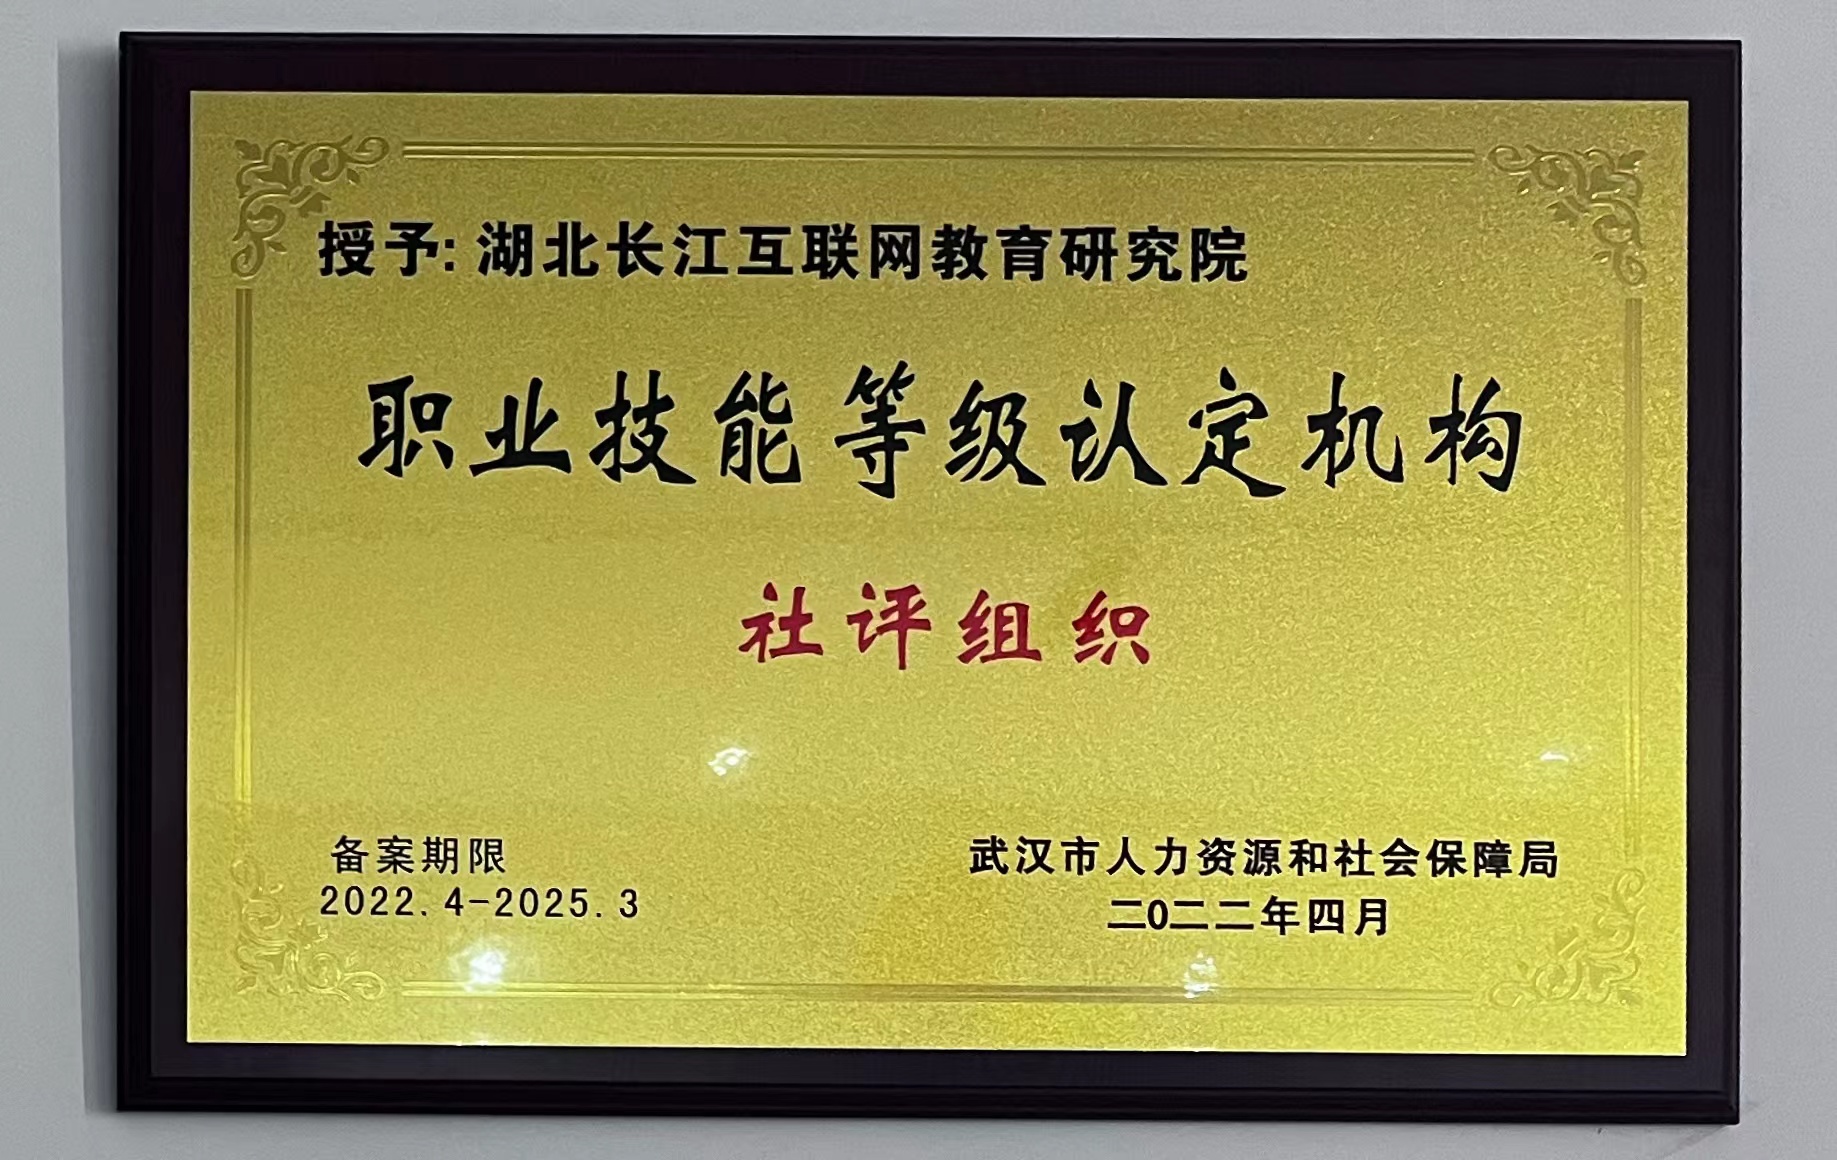 授予: 湖北长江互联网教育研究院
职业技能等级认定机构
社评组织
备案期限
2022.4-2025.3
武汉市人力资源和社会保障局
二0二二年四月